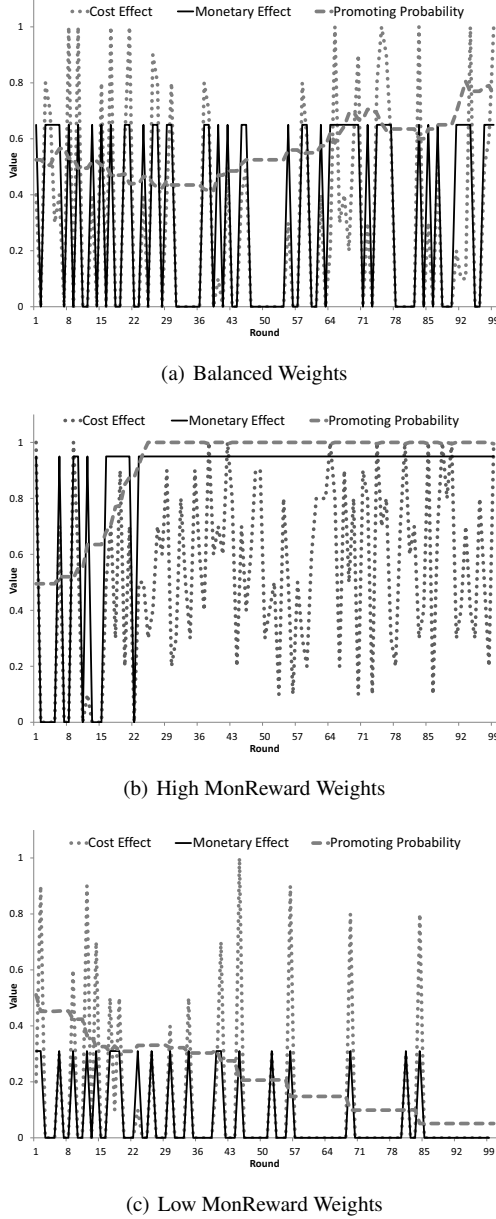 Cost Effect Monetary Effect Promoting Probability
1
0.8
0.6
0.4
0.2
0
Value
1 8 15 22 29 36 43 50 57 64 71 78 85 92 99
Round
(a) Balanced Weights
Cost Effect Monetary Effect Promoting Probability
1
0.8
0.6
0.4
0.2
0
Value
1 8 15 22 29 36 43 50 57 64 71 78 85 92 99
Round
(b) High MonReward Weights
Cost Effect Monetary Effect Promoting Probability
1
0.8
0.6
0.4
0.2
0
Value
1 8 15 22 29 36 43 50 57 64 71 78 85 92 99
Round
(c) Low MonReward Weights